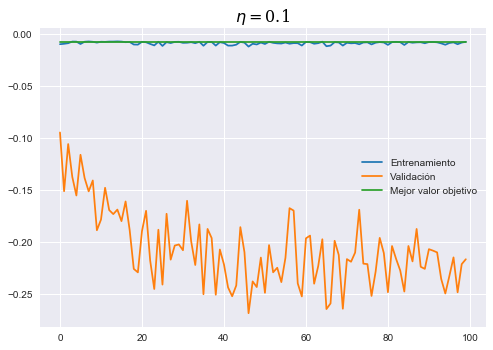 η = 0.1
0.00
−0.05
−0.10
−0.15
−0.20
−0.25
0 20 40 60 80 100
Entrenamiento
Validación
Mejor valor objetivo